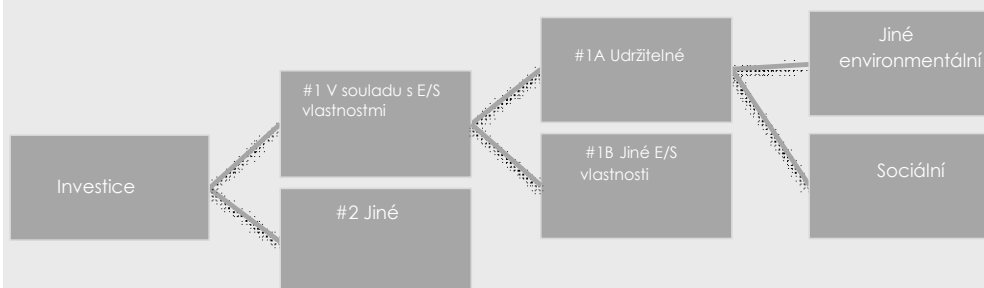 Investice
#1 V souladu s E/S
vlastnostmi
#2 Jiné
#1A Udržitelné
#1B Jiné E/S
vlastnosti
Jiné
environmentální
Sociální